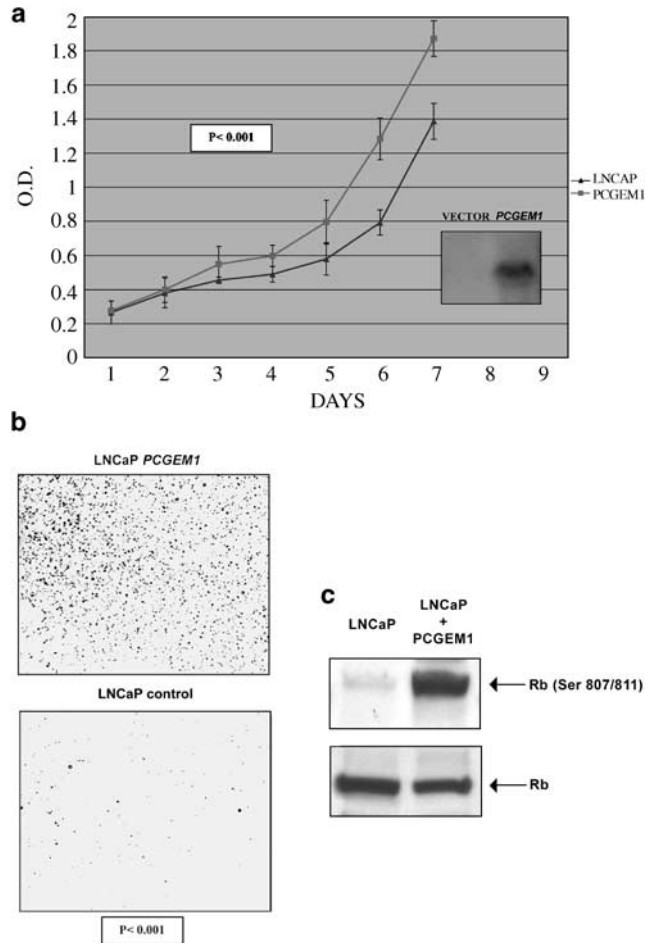 a
2
1.8
1.6
1.4
1.2
1
0.8
0.6
0.4
0.2
0
O.D.
P< 0.001
LNCAP
PCGEM1
VECTOR PCGEM1
1 2 3 4 5 6 7 8 9
DAYS
b
LNCaP PCGEM1
LNCaP control
P< 0.001
c
LNCaP
LNCaP
+
PCGEM1
Rb (Ser 807/811)
Rb